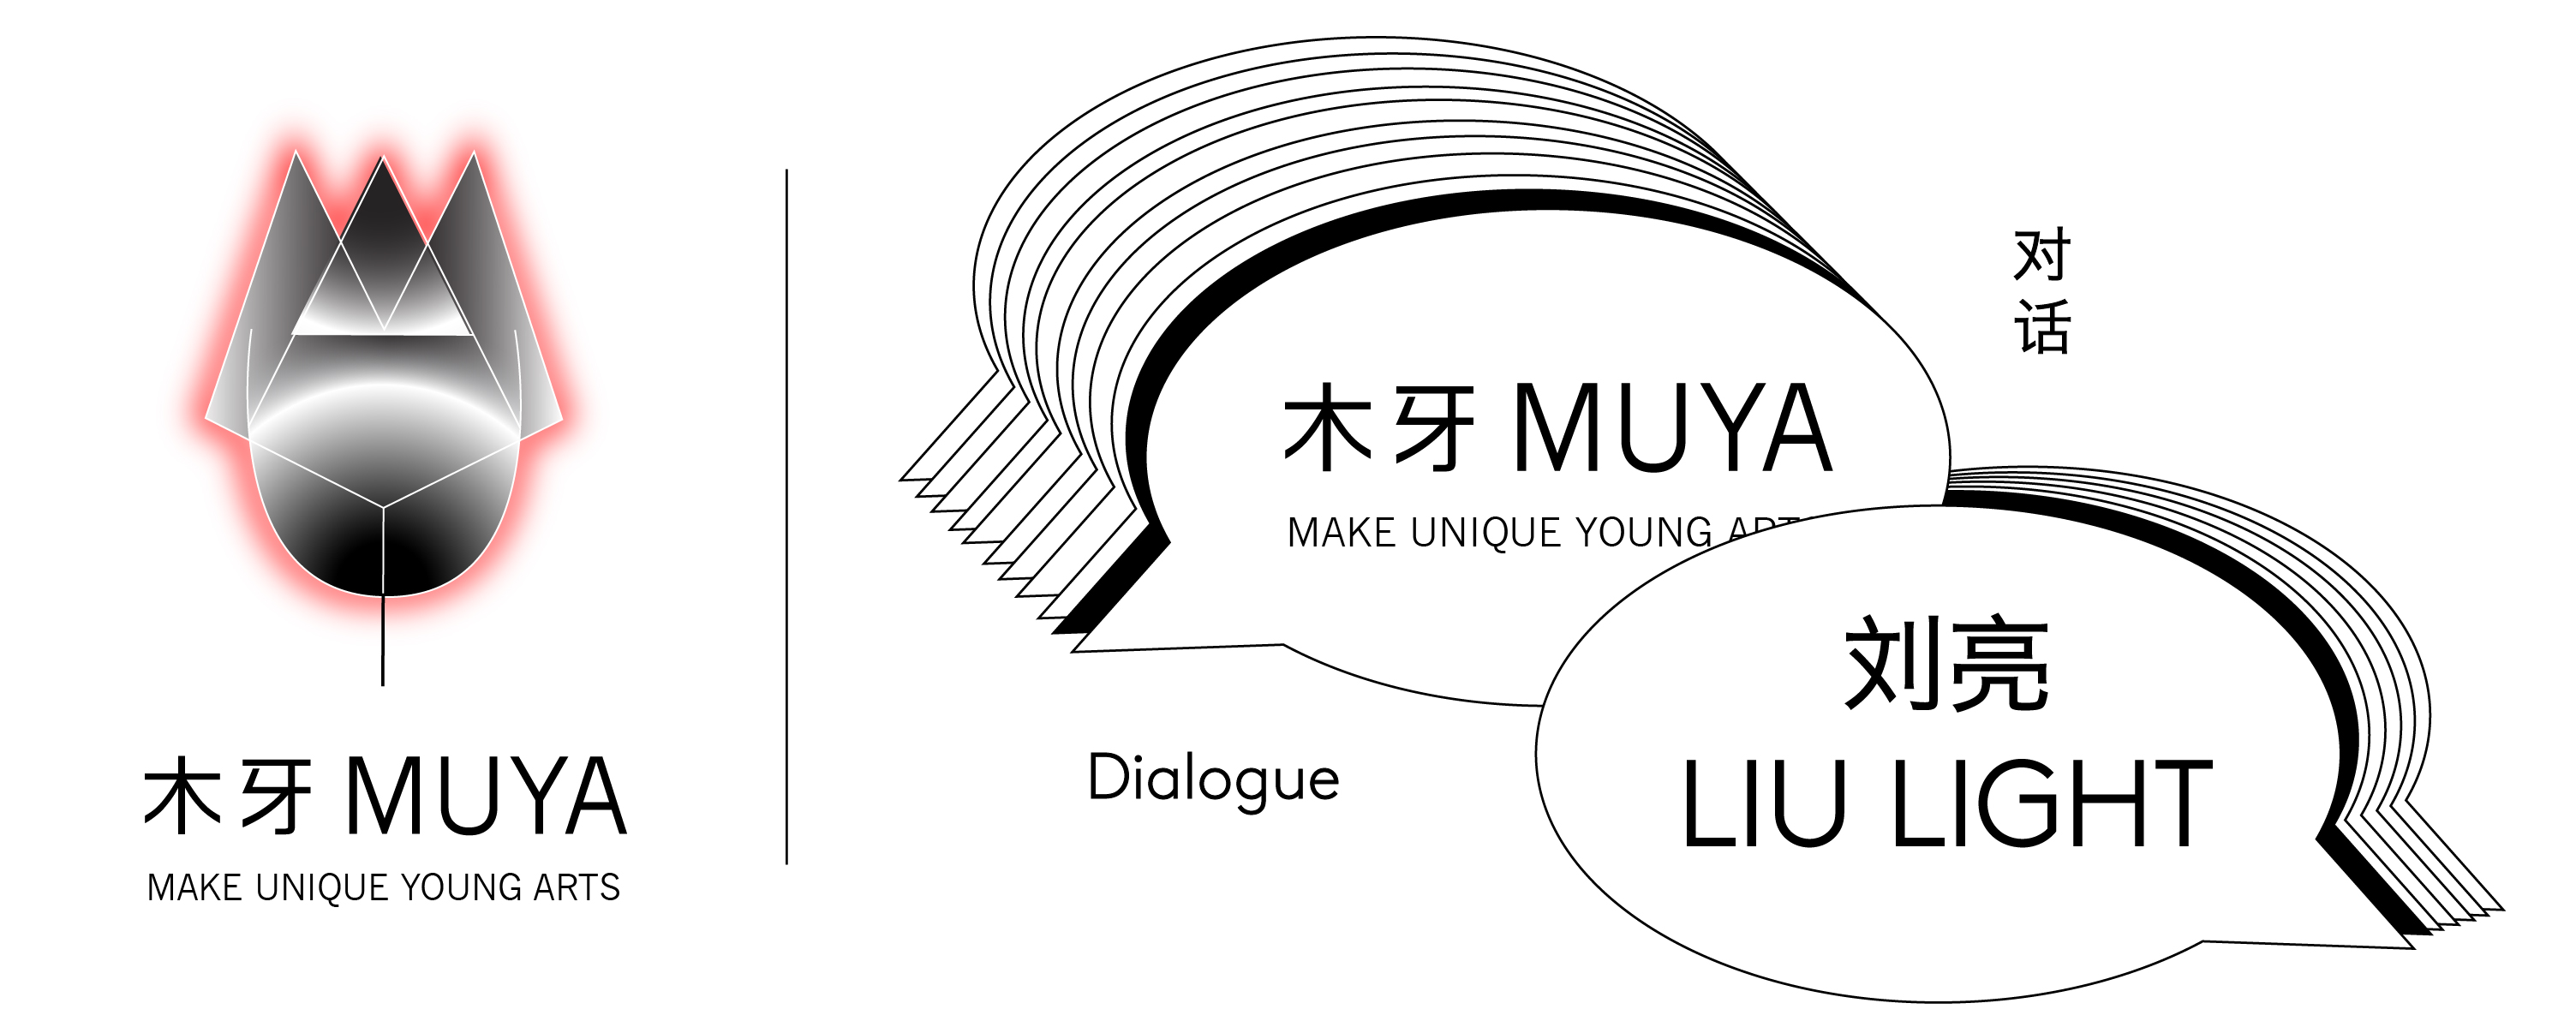 木牙 MUYA
MAKE UNIQUE YOUNG ARTS
对话
木牙 MUYA
MAKE UNIQUE YOUNG
刘亮
LIU LIGHT
Dialogue